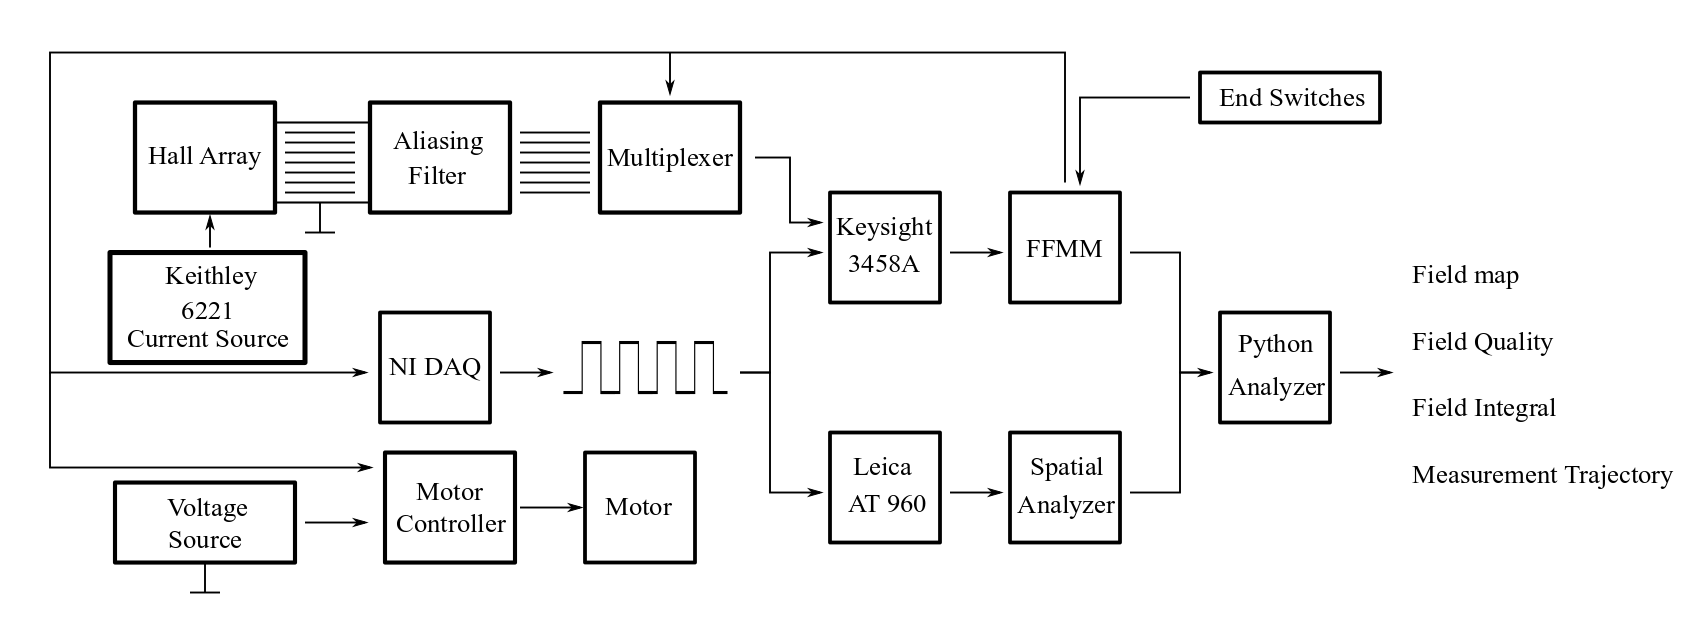 End Switches
Hall Array
Aliasing
Filter
Multiplexer
Keysight
3458A
FFMM
Keithley
6221
Current Source
NI DAQ
Python
Analyzer
Field map
Field Quality
Field Integral
Measurement Trajectory
Leica
AT 960
Spatial
Analyzer
Voltage
Source
Motor
Controller
Motor